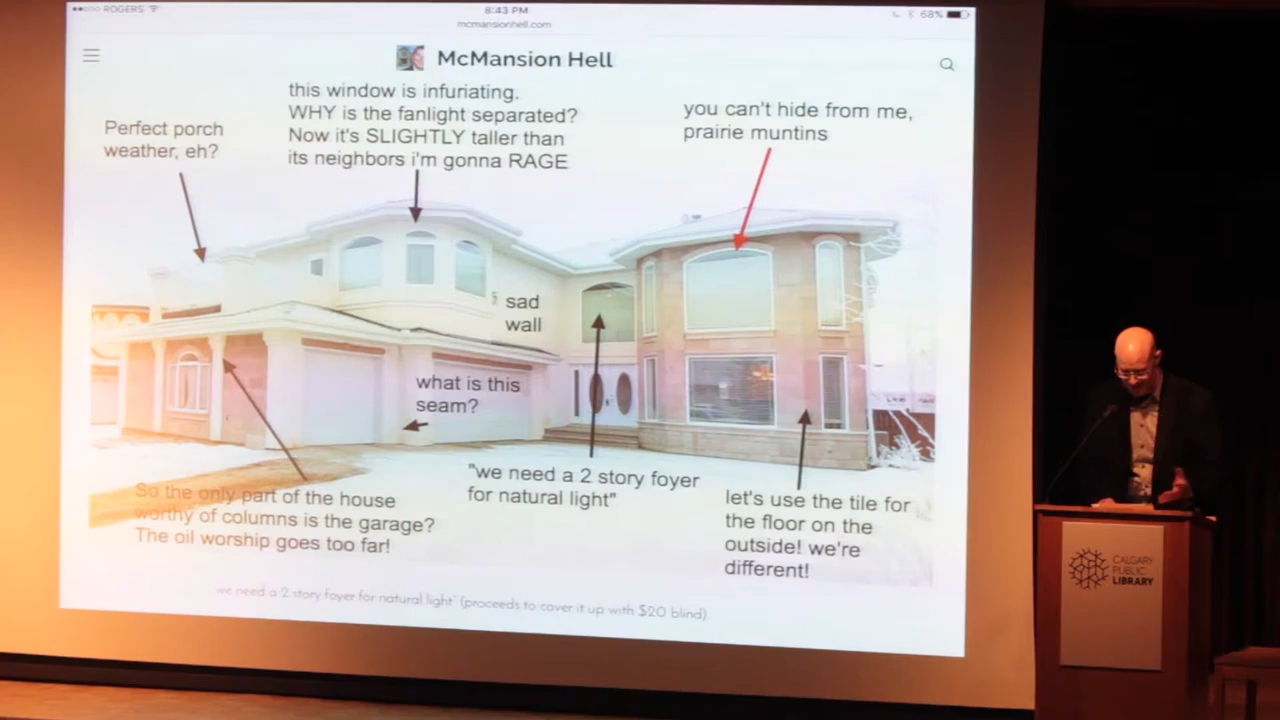 ROGERS
8:43 PM
68%
mcmansionhell.com
McMansion Hell
this window is infuriating.
WHY is the fanlight separated?
Now it's SLIGHTLY taller than
its neighbors i'm gonna RAGE
you can't hide from me,
prairie muntins
Perfect porch
weather, eh?
sad
wall
what is this
seam?
"we need a 2 story foyer
for natural light"
So the only part of the house
worthy of columns is the garage?
The oil worship goes too far!
let's use the tile for
the floor on the
outside! we're
different!
we need a 2 story foyer for natural light" (proceeds to cover it up with $20 blind)
CALGARY
PUBLIC
LIBRARY